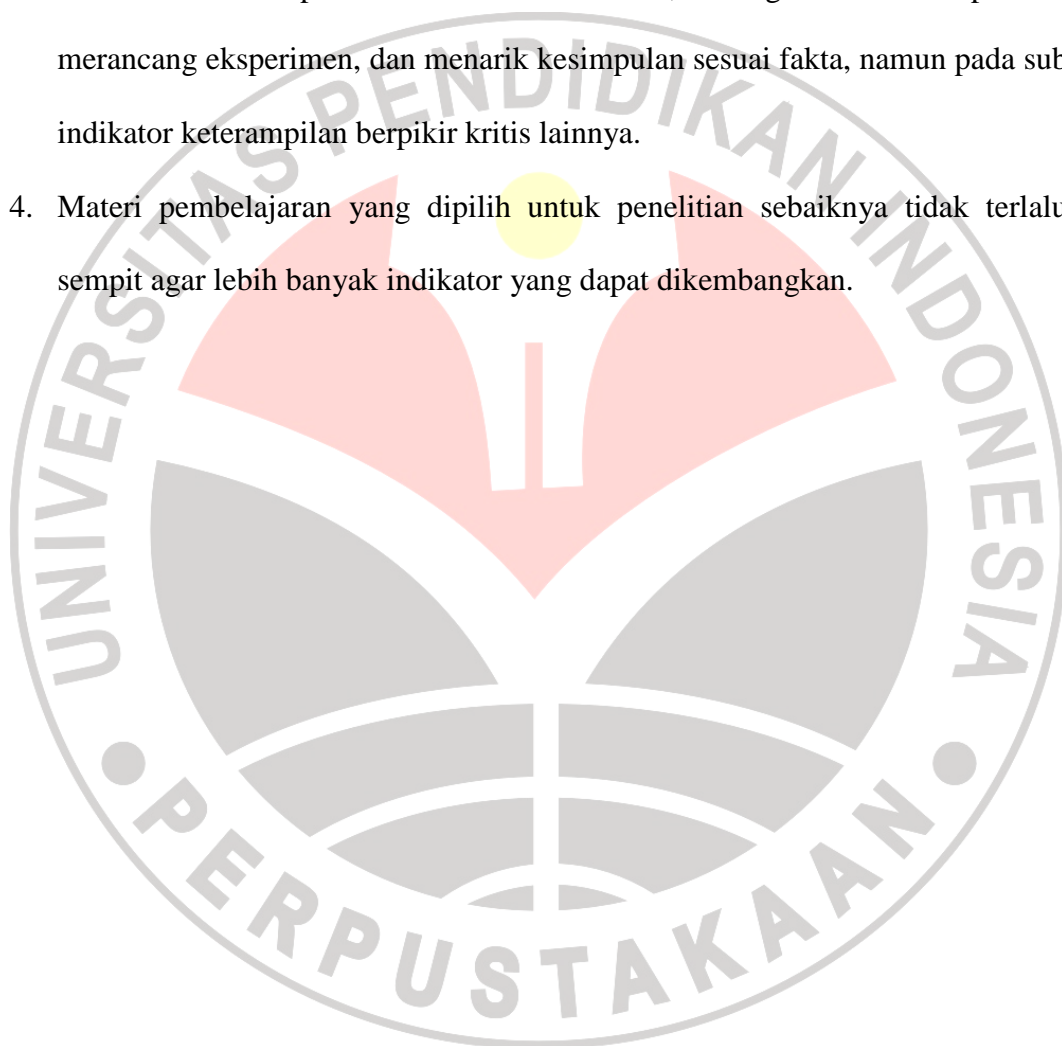 merancang eksperimen, dan menarik kesimpulan sesuai fakta, namun pada sub
indikator keterampilan berpikir kritis lainnya.
4. Materi pembelajaran yang dipilih untuk penelitian sebaiknya tidak terlalu
sempit agar lebih banyak indikator yang dapat dikembangkan.
UNIVERSITAS PENDIDIKAN INDONESIA
PERPUSTAKAAN